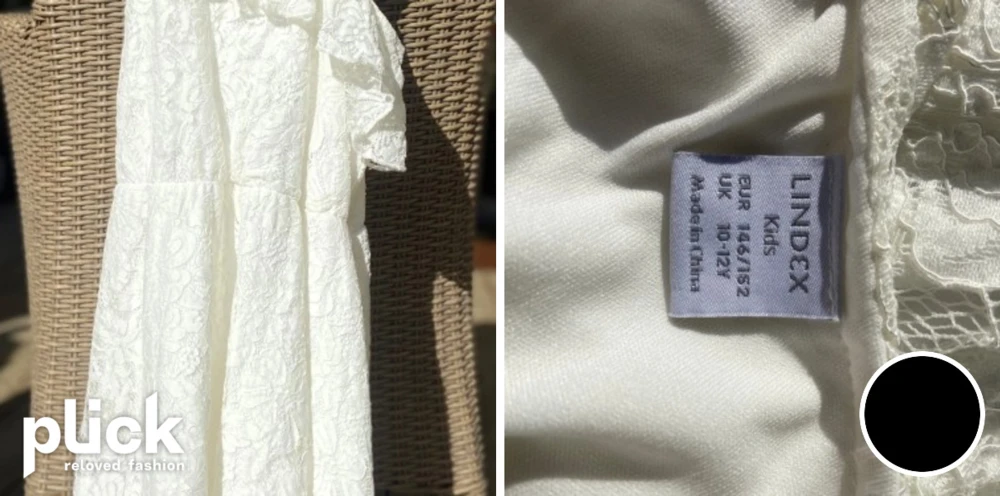 plick
reloved fashion
LINDEX
Kids
EUR 146/152
UK 10-12Y
Made in China